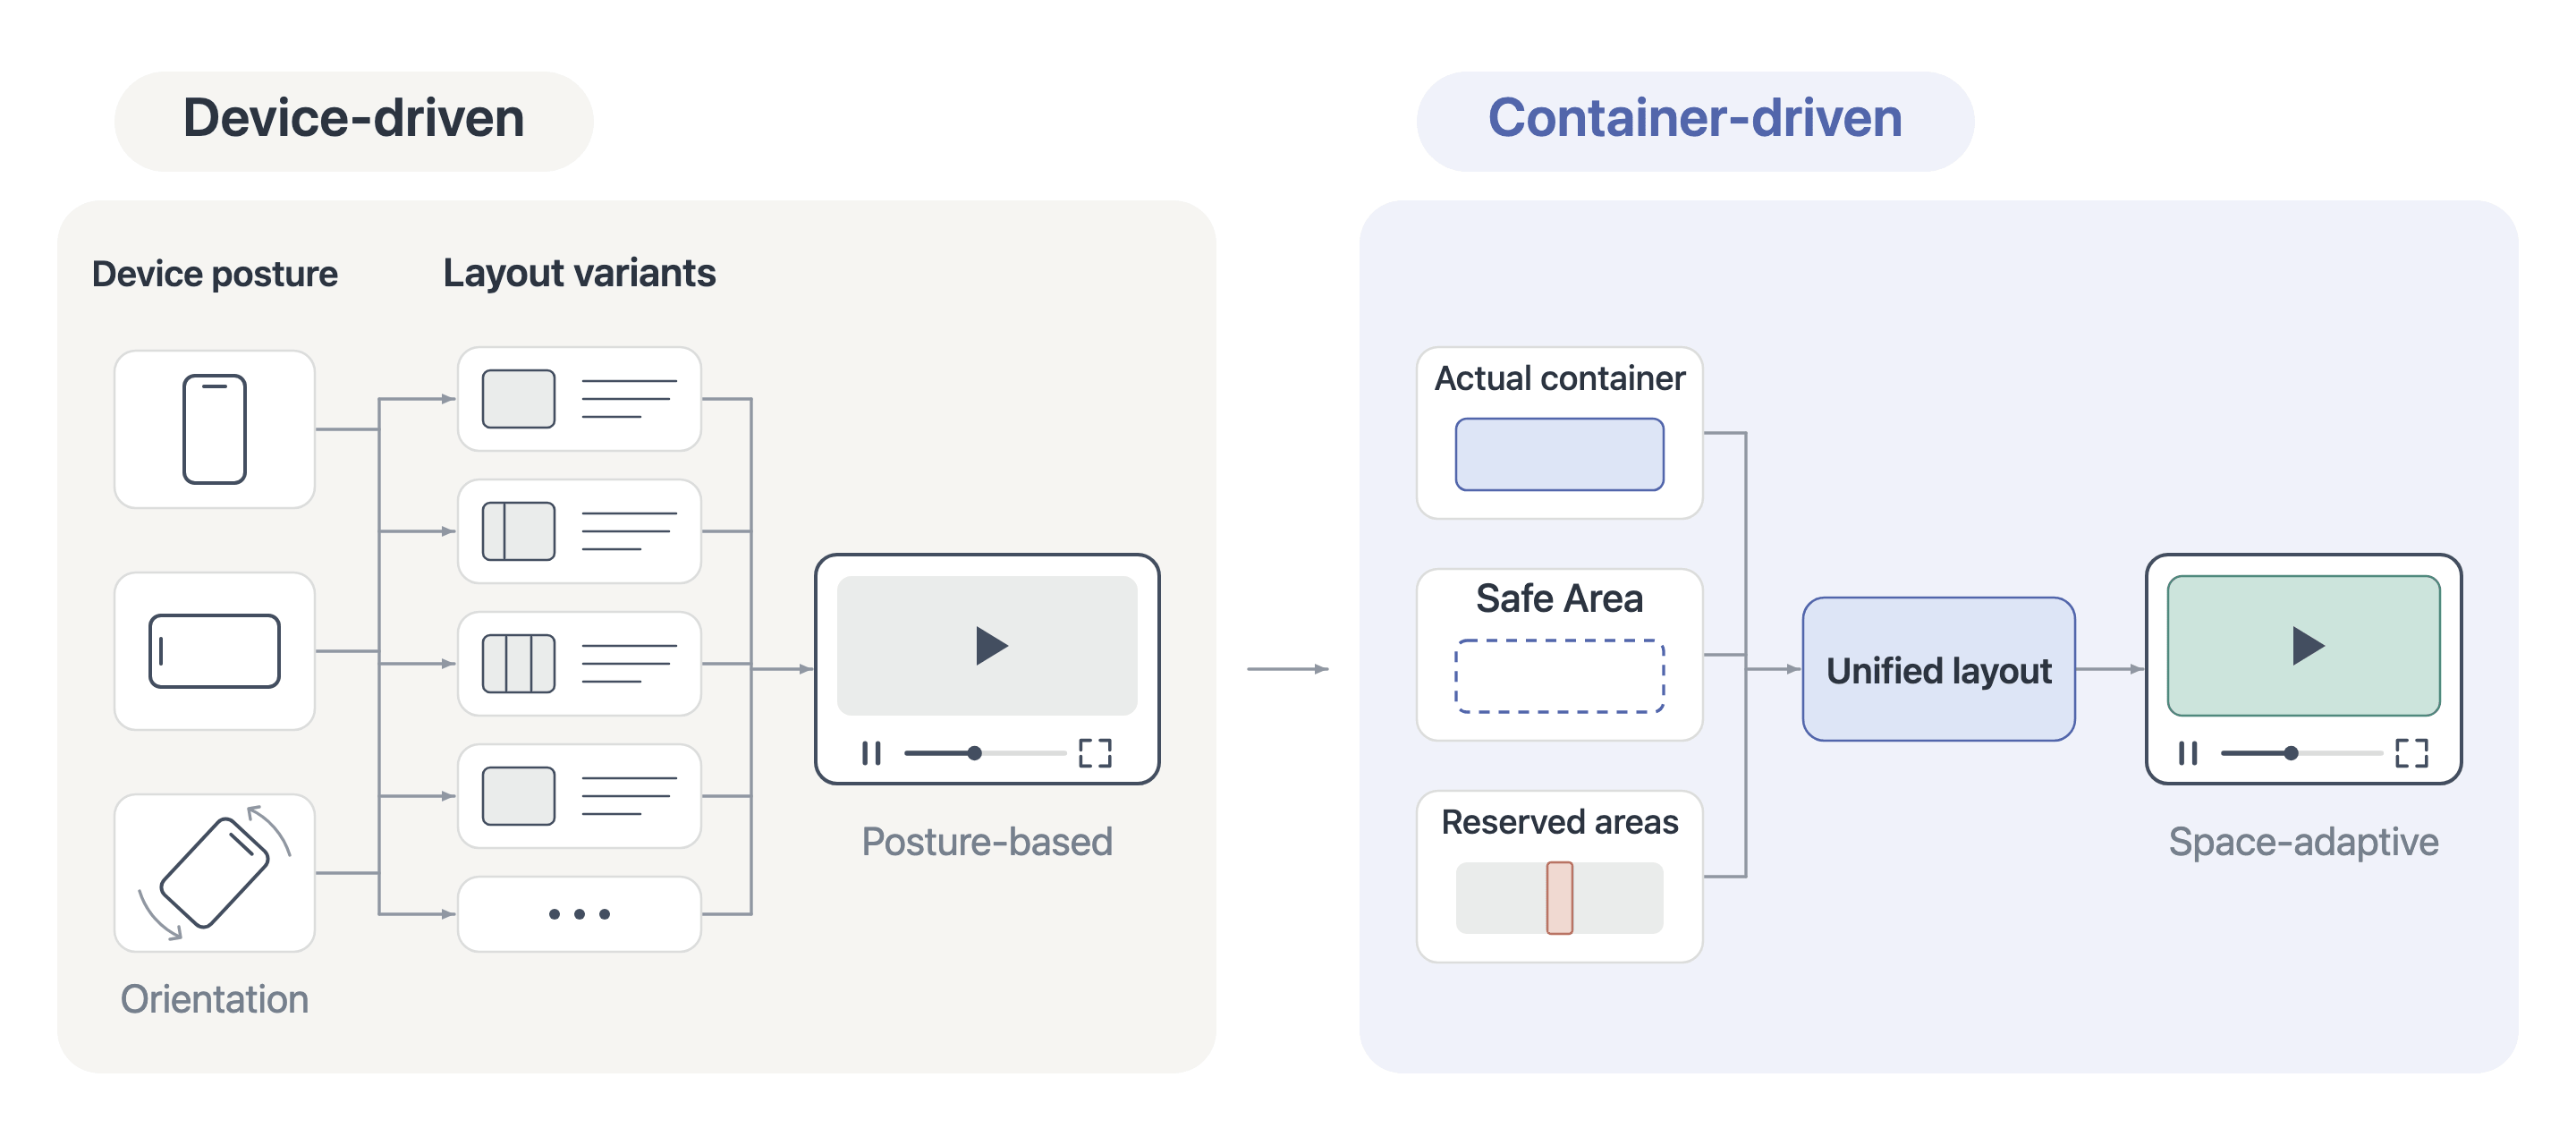 Device-driven
Device posture
Layout variants
Orientation
Posture-based
Container-driven
Actual container
Safe Area
Reserved areas
Unified layout
Space-adaptive